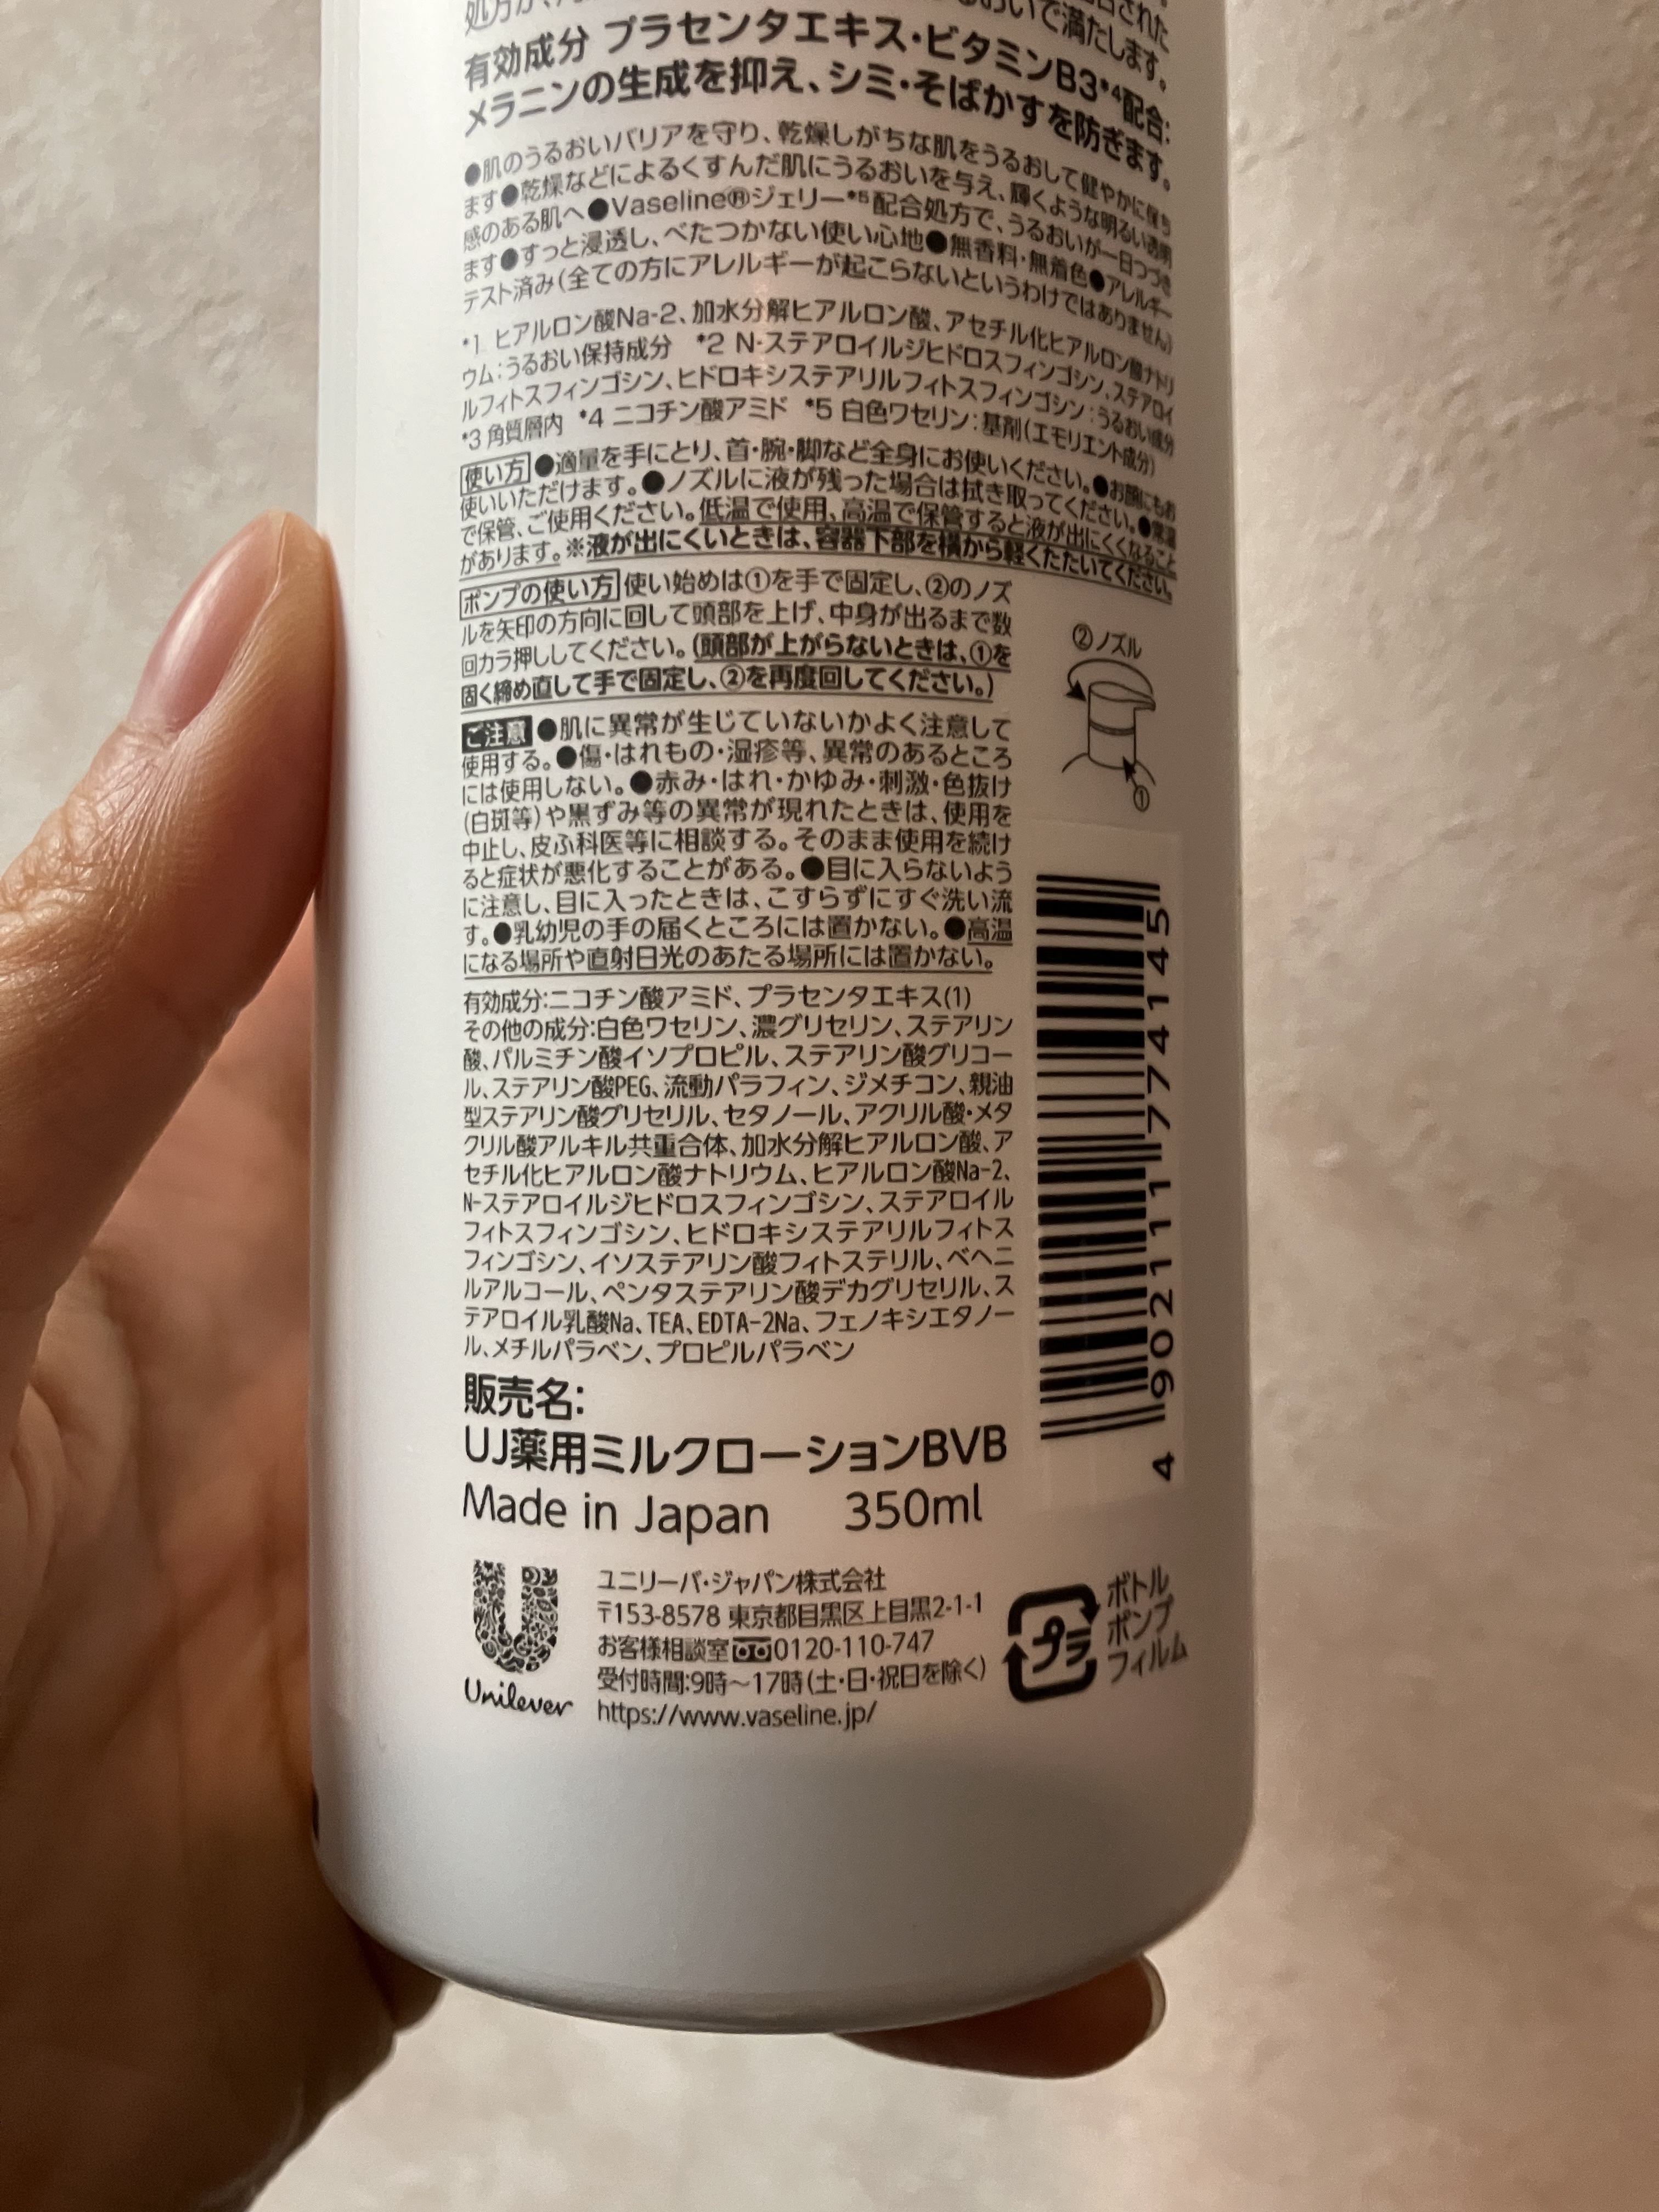 おいで満たします。
有効成分 プラセンタエキス・ビタミンB3*4配合:
メラニンの生成を抑え、シミ・そばかすを防ぎます。
●肌のうるおいバリアを守り、乾燥しがちな肌をうるおして健やかに保ち
ます●乾燥などによるくすんだ肌にうるおいを与え、輝くような明るい透明
感のある肌へ●Vaseline®ジェリー*5配合処方で、うるおいが一日つづき
ます●すっと浸透し、べたつかない使い心地●無香料・無着色●アレルギー
テスト済み(全ての方にアレルギーが起こらないというわけではありません)
*1 ヒアルロン酸Na-2、加水分解ヒアルロン酸、アセチル化ヒアルロン酸ナトリ
ウム:うるおい保持成分 *2 N-ステアロイルジヒドロスフィンゴシン、ステアロイ
ルフィトスフィンゴシン、ヒドロキシステアリルフィトスフィンゴシン:うるおい成分
*3 角質層内 *4 ニコチン酸アミド *5 白色ワセリン:基剤(エモリエント成分)
使い方 ●適量を手にとり、首・腕・脚など全身にお使いください。●お顔にもお
使いいただけます。●ノズルに液が残った場合は拭き取ってください。●常温
で保管、ご使用ください。低温で使用、高温で保管すると液が出にくくなること
があります。※液が出にくいときは、容器下部を横から軽くたたいてください。
ポンプの使い方 使い始めは①を手で固定し、②のノズ
ルを矢印の方向に回して頭部を上げ、中身が出るまで数
回カラ押ししてください。(頭部が上がらないときは、①を
固く締め直して手で固定し、②を再度回してください。)
②ノズル
①
ご注意 ●肌に異常が生じていないかよく注意して
使用する。●傷・はれもの・湿疹等、異常のあるところ
には使用しない。●赤み・はれ・かゆみ・刺激・色抜け
(白斑等)や黒ずみ等の異常が現れたときは、使用を
中止し、皮ふ科医等に相談する。そのまま使用を続け
ると症状が悪化することがある。●目に入らないよう
に注意し、目に入ったときは、こすらずにすぐ洗い流
す。●乳幼児の手の届くところには置かない。●高温
になる場所や直射日光のあたる場所には置かない。
有効成分:ニコチン酸アミド、プラセンタエキス(1)
その他の成分:白色ワセリン、濃グリセリン、ステアリン
酸、パルミチン酸イソプロピル、ステアリン酸グリコー
ル、ステアリン酸PEG、流動パラフィン、ジメチコン、親油
型ステアリン酸グリセリル、セタノール、アクリル酸・メタ
クリル酸アルキル共重合体、加水分解ヒアルロン酸、ア
セチル化ヒアルロン酸ナトリウム、ヒアルロン酸Na-2、
N-ステアロイルジヒドロスフィンゴシン、ステアロイル
フィトスフィンゴシン、ヒドロキシステアリルフィトス
フィンゴシン、イソステアリン酸フィトステリル、ベヘニ
ルアルコール、ペンタステアリン酸デカグリセリル、ス
テアロイル乳酸Na、TEA、EDTA-2Na、フェノキシエタノー
ル、メチルパラベン、プロピルパラベン
4 902111 774145
販売名:
UJ薬用ミルクローションBVB
Made in Japan 350ml
Unilever
ユニリーバ・ジャパン株式会社
〒153-8578 東京都目黒区上目黒2-1-1
お客様相談室 0120-110-747
受付時間:9時〜17時(土・日・祝日を除く)
https://www.vaseline.jp/
プラ
ボトル
ポンプ
フィルム